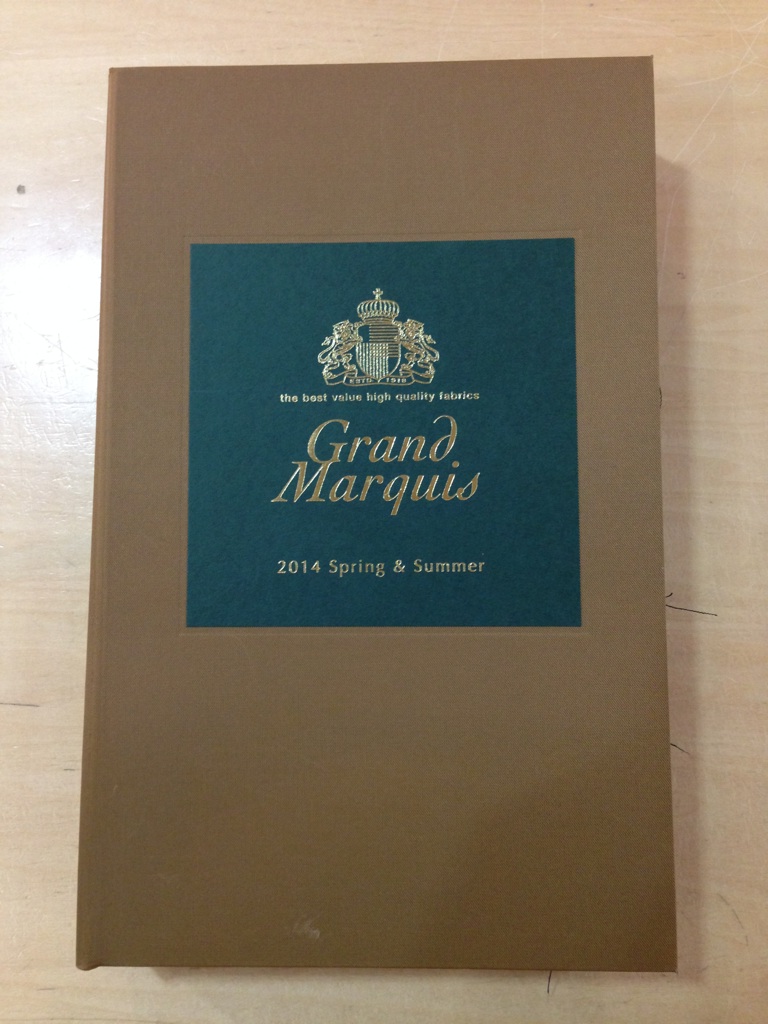 ESTD 1918
the best value high quality fabrics
Grand
Marquis
2014 Spring & Summer